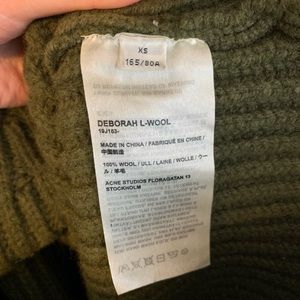 XS
165/80A
DEBORAH L-WOOL
19J183-
MADE IN CHINA / FABRIQUÉ EN CHINE /
中国制造
100% WOOL / ULL / LAINE / WOLLE / ウー
ル / 羊毛
ACNE STUDIOS FLORAGATAN 13
STOCKHOLM